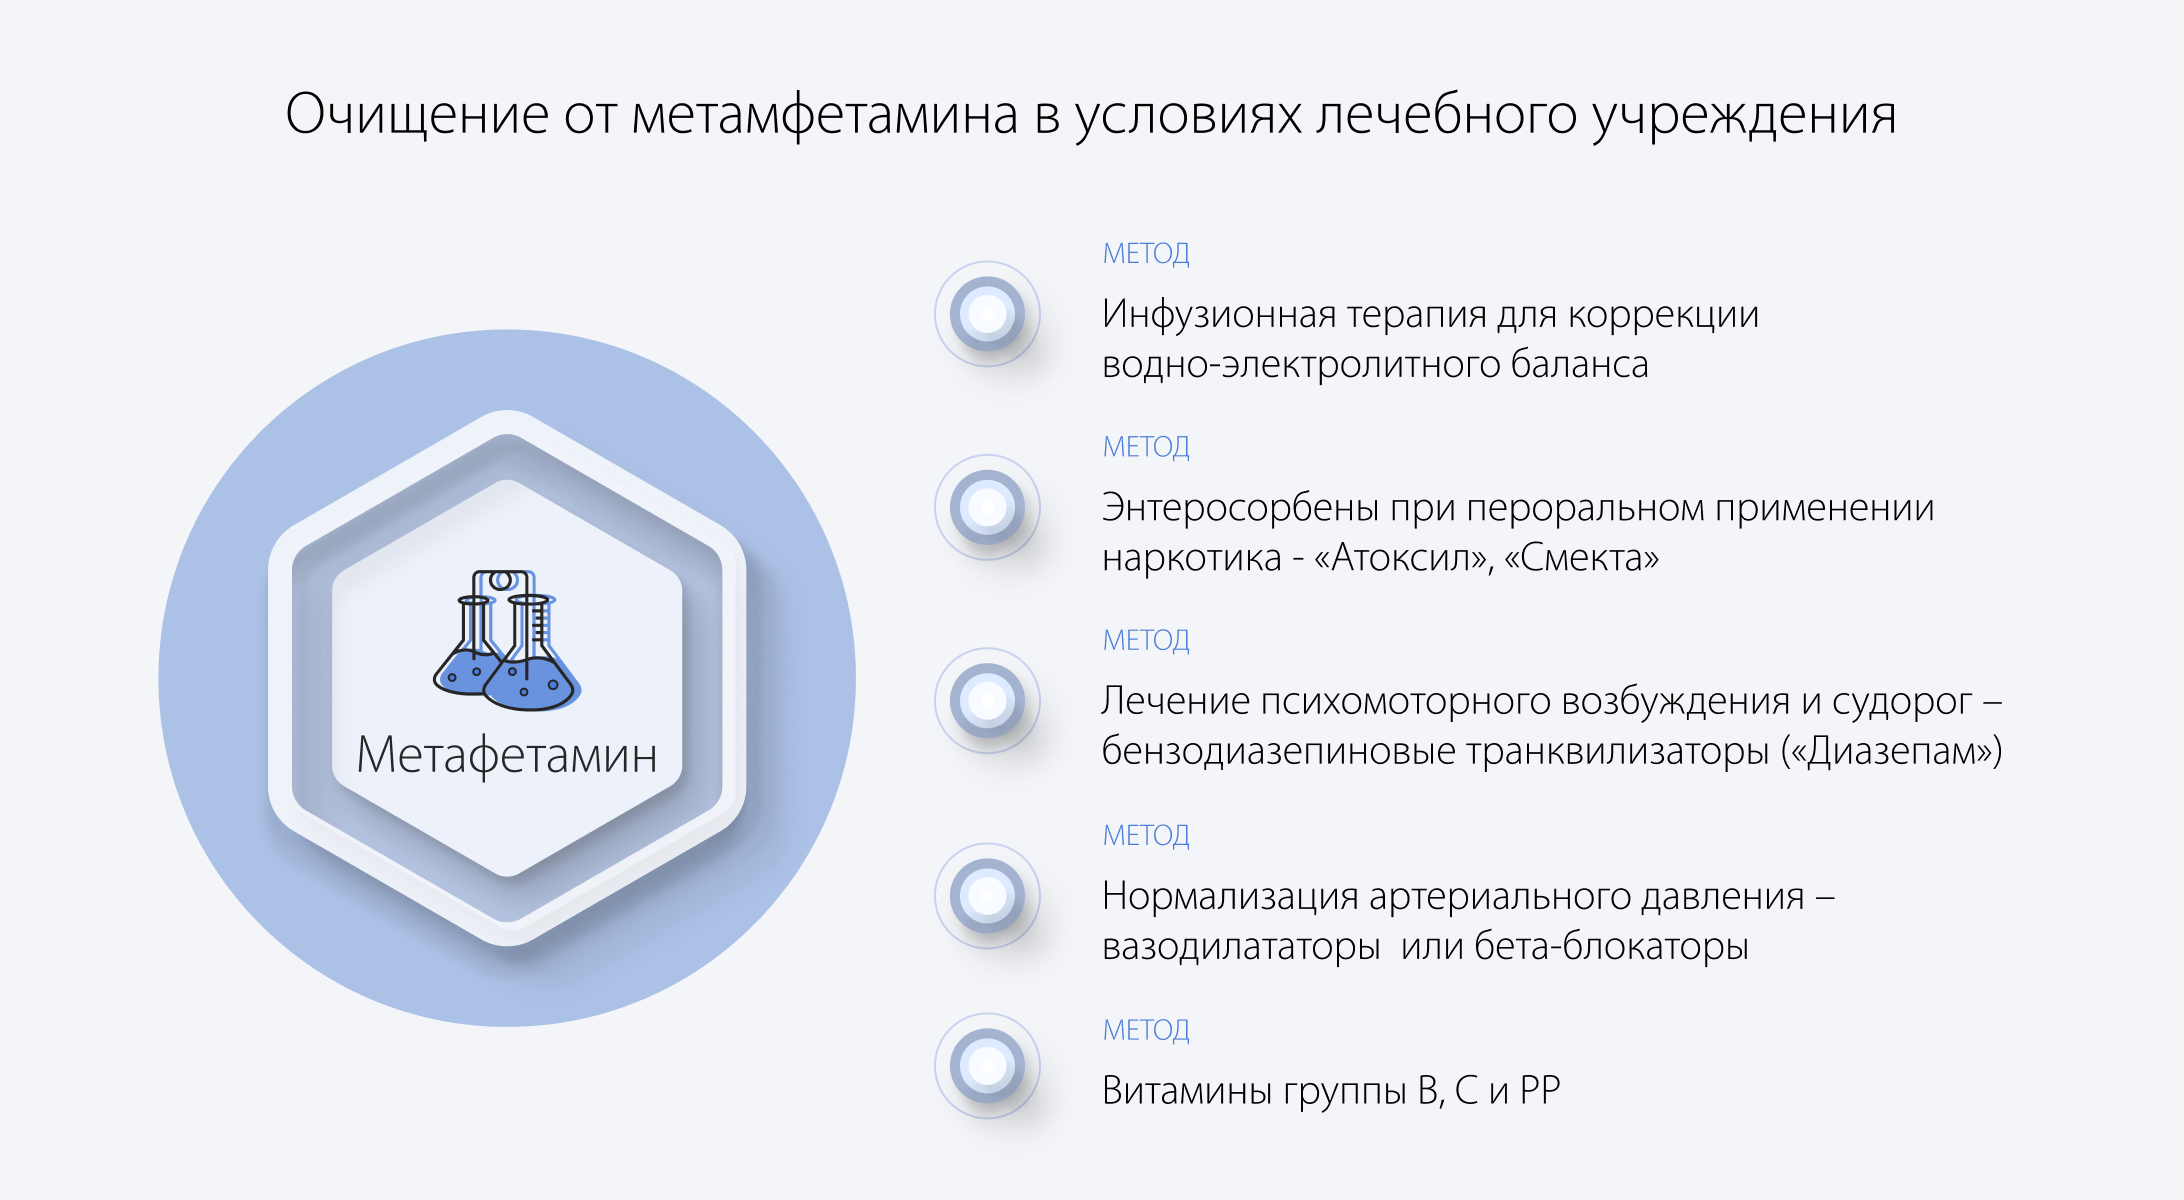 Очищение от метамфетамина в условиях лечебного учреждения
Метафетамин
МЕТОД
Инфузионная терапия для коррекции
водно-электролитного баланса
МЕТОД
Энтеросорбены при пероральном применении
наркотика - «Атоксил», «Смекта»
МЕТОД
Лечение психомоторного возбуждения и судорог –
бензодиазепиновые транквилизаторы («Диазепам»)
МЕТОД
Нормализация артериального давления –
вазодилататоры  или бета-блокаторы
МЕТОД
Витамины группы В, С и РР